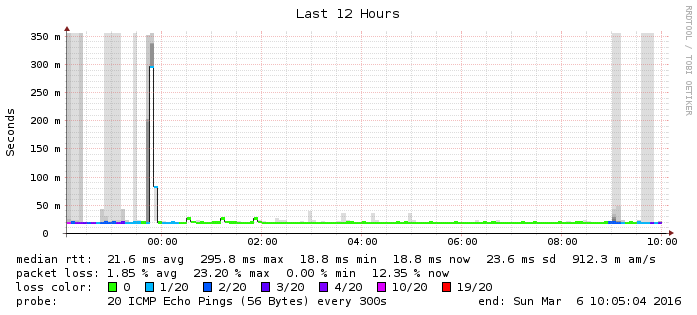 Last 12 Hours
RRDTOOL / TOBI OETIKER
Seconds
350 m
300 m
250 m
200 m
150 m
100 m
50 m
0
00:00 02:00 04:00 06:00 08:00 10:00
median rtt: 21.6 ms avg 295.8 ms max 18.8 ms min 18.8 ms now 23.6 ms sd 912.3 m am/s
packet loss: 1.85 % avg 23.20 % max 0.00 % min 12.35 % now
loss color: 0 1/20 2/20 3/20 4/20 10/20 19/20
probe: 20 ICMP Echo Pings (56 Bytes) every 300s end: Sun Mar 6 10:05:04 2016